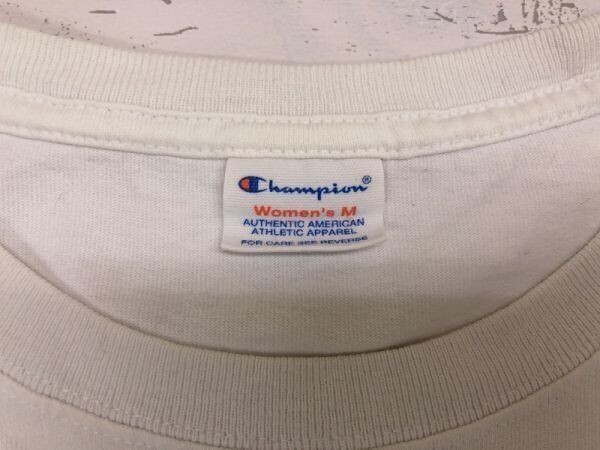 Champion®
Women's M
AUTHENTIC AMERICAN
ATHLETIC APPAREL
FOR CARE SEE REVERSE